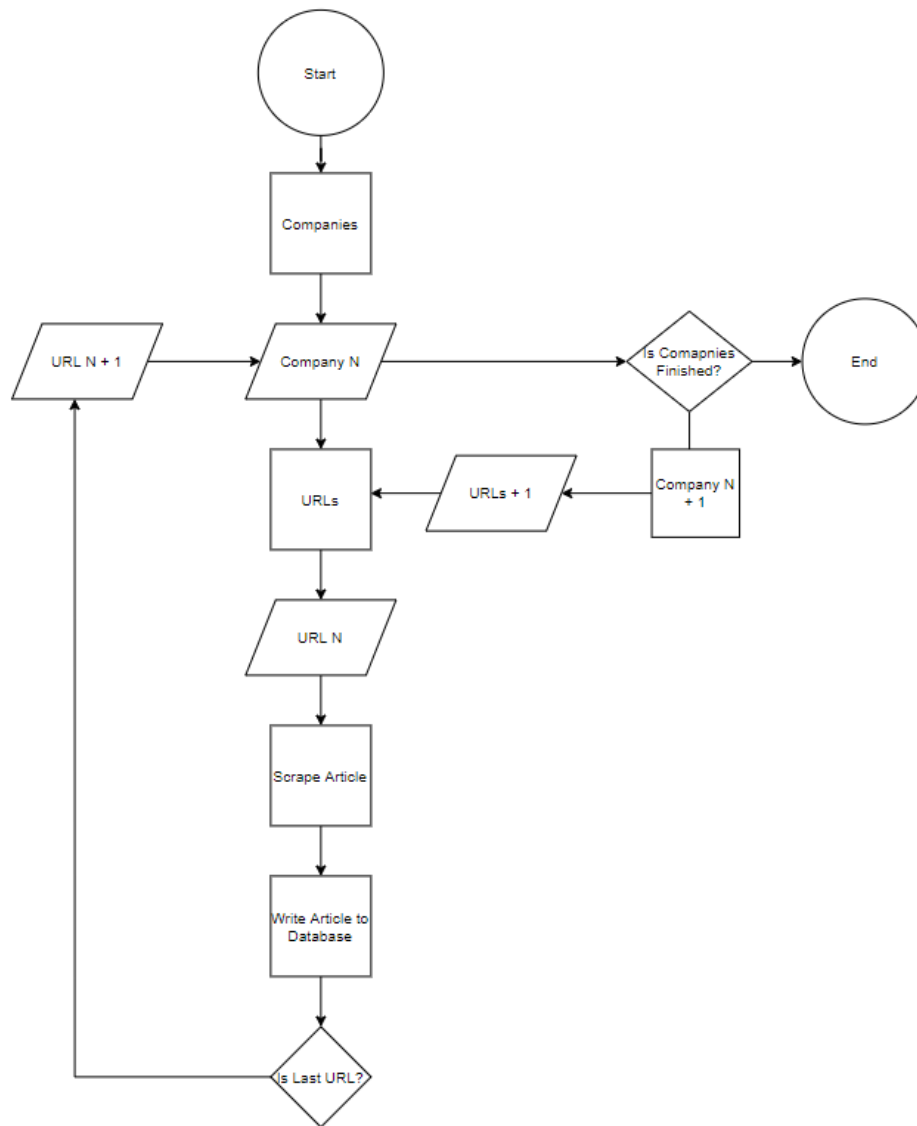 Start
Companies
URL N + 1
Company N
Is Comapnies
Finished?
End
URLs
URLs + 1
Company N
+ 1
URL N
Scrape Article
Write Article to
Database
Is Last URL?